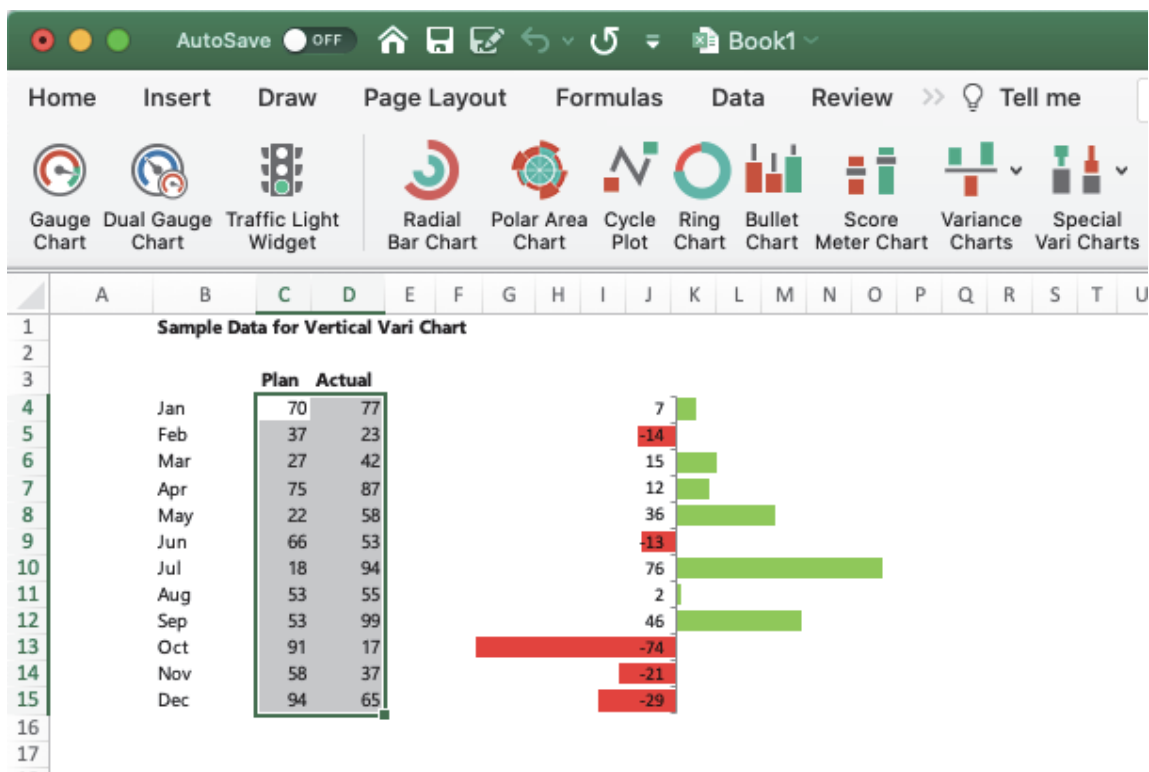 AutoSave OFF Book1
Home Insert Draw Page Layout Formulas Data Review Tell me
Gauge Dual Gauge Traffic Light Radial Polar Area Cycle Ring Bullet Score Variance Special
Chart Chart Widget Bar Chart Chart Plot Chart Chart Meter Chart Charts Vari Charts
A B C D E F G H I J K L M N O P Q R S T U
1 Sample Data for Vertical Vari Chart
2
3 Plan Actual
4 Jan 70 77 7
5 Feb 37 23 -14
6 Mar 27 42 15
7 Apr 75 87 12
8 May 22 58 36
9 Jun 66 53 -13
10 Jul 18 94 76
11 Aug 53 55 2
12 Sep 53 99 46
13 Oct 91 17 -74
14 Nov 58 37 -21
15 Dec 94 65 -29
16
17